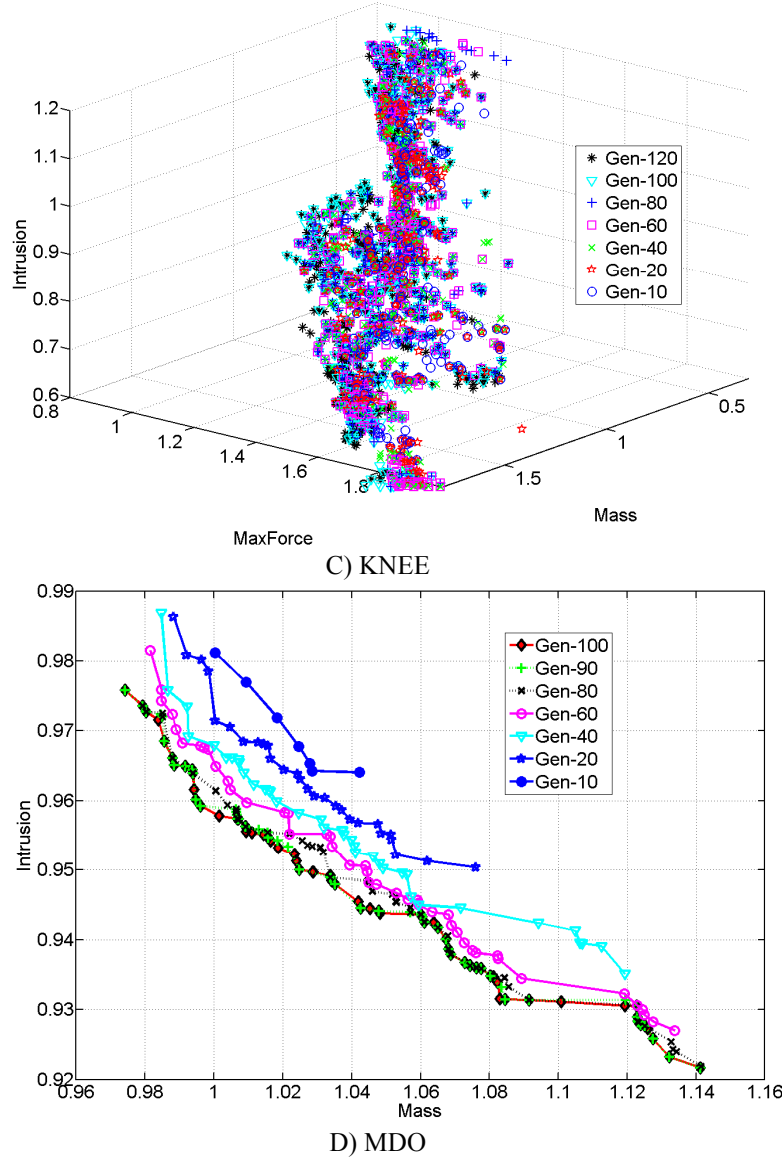 1.2
1.1
1
0.9
0.8
0.7
0.6
Intrusion
0.8
1
1.2
1.4
1.6
1.8
MaxForce
0.5
1
1.5
Mass
Gen-120
Gen-100
Gen-80
Gen-60
Gen-40
Gen-20
Gen-10
C) KNEE
0.99
0.98
0.97
0.96
0.95
0.94
0.93
0.92
Intrusion
Gen-100
Gen-90
Gen-80
Gen-60
Gen-40
Gen-20
Gen-10
0.96 0.98 1 1.02 1.04 1.06 1.08 1.1 1.12 1.14 1.16
Mass
D) MDO